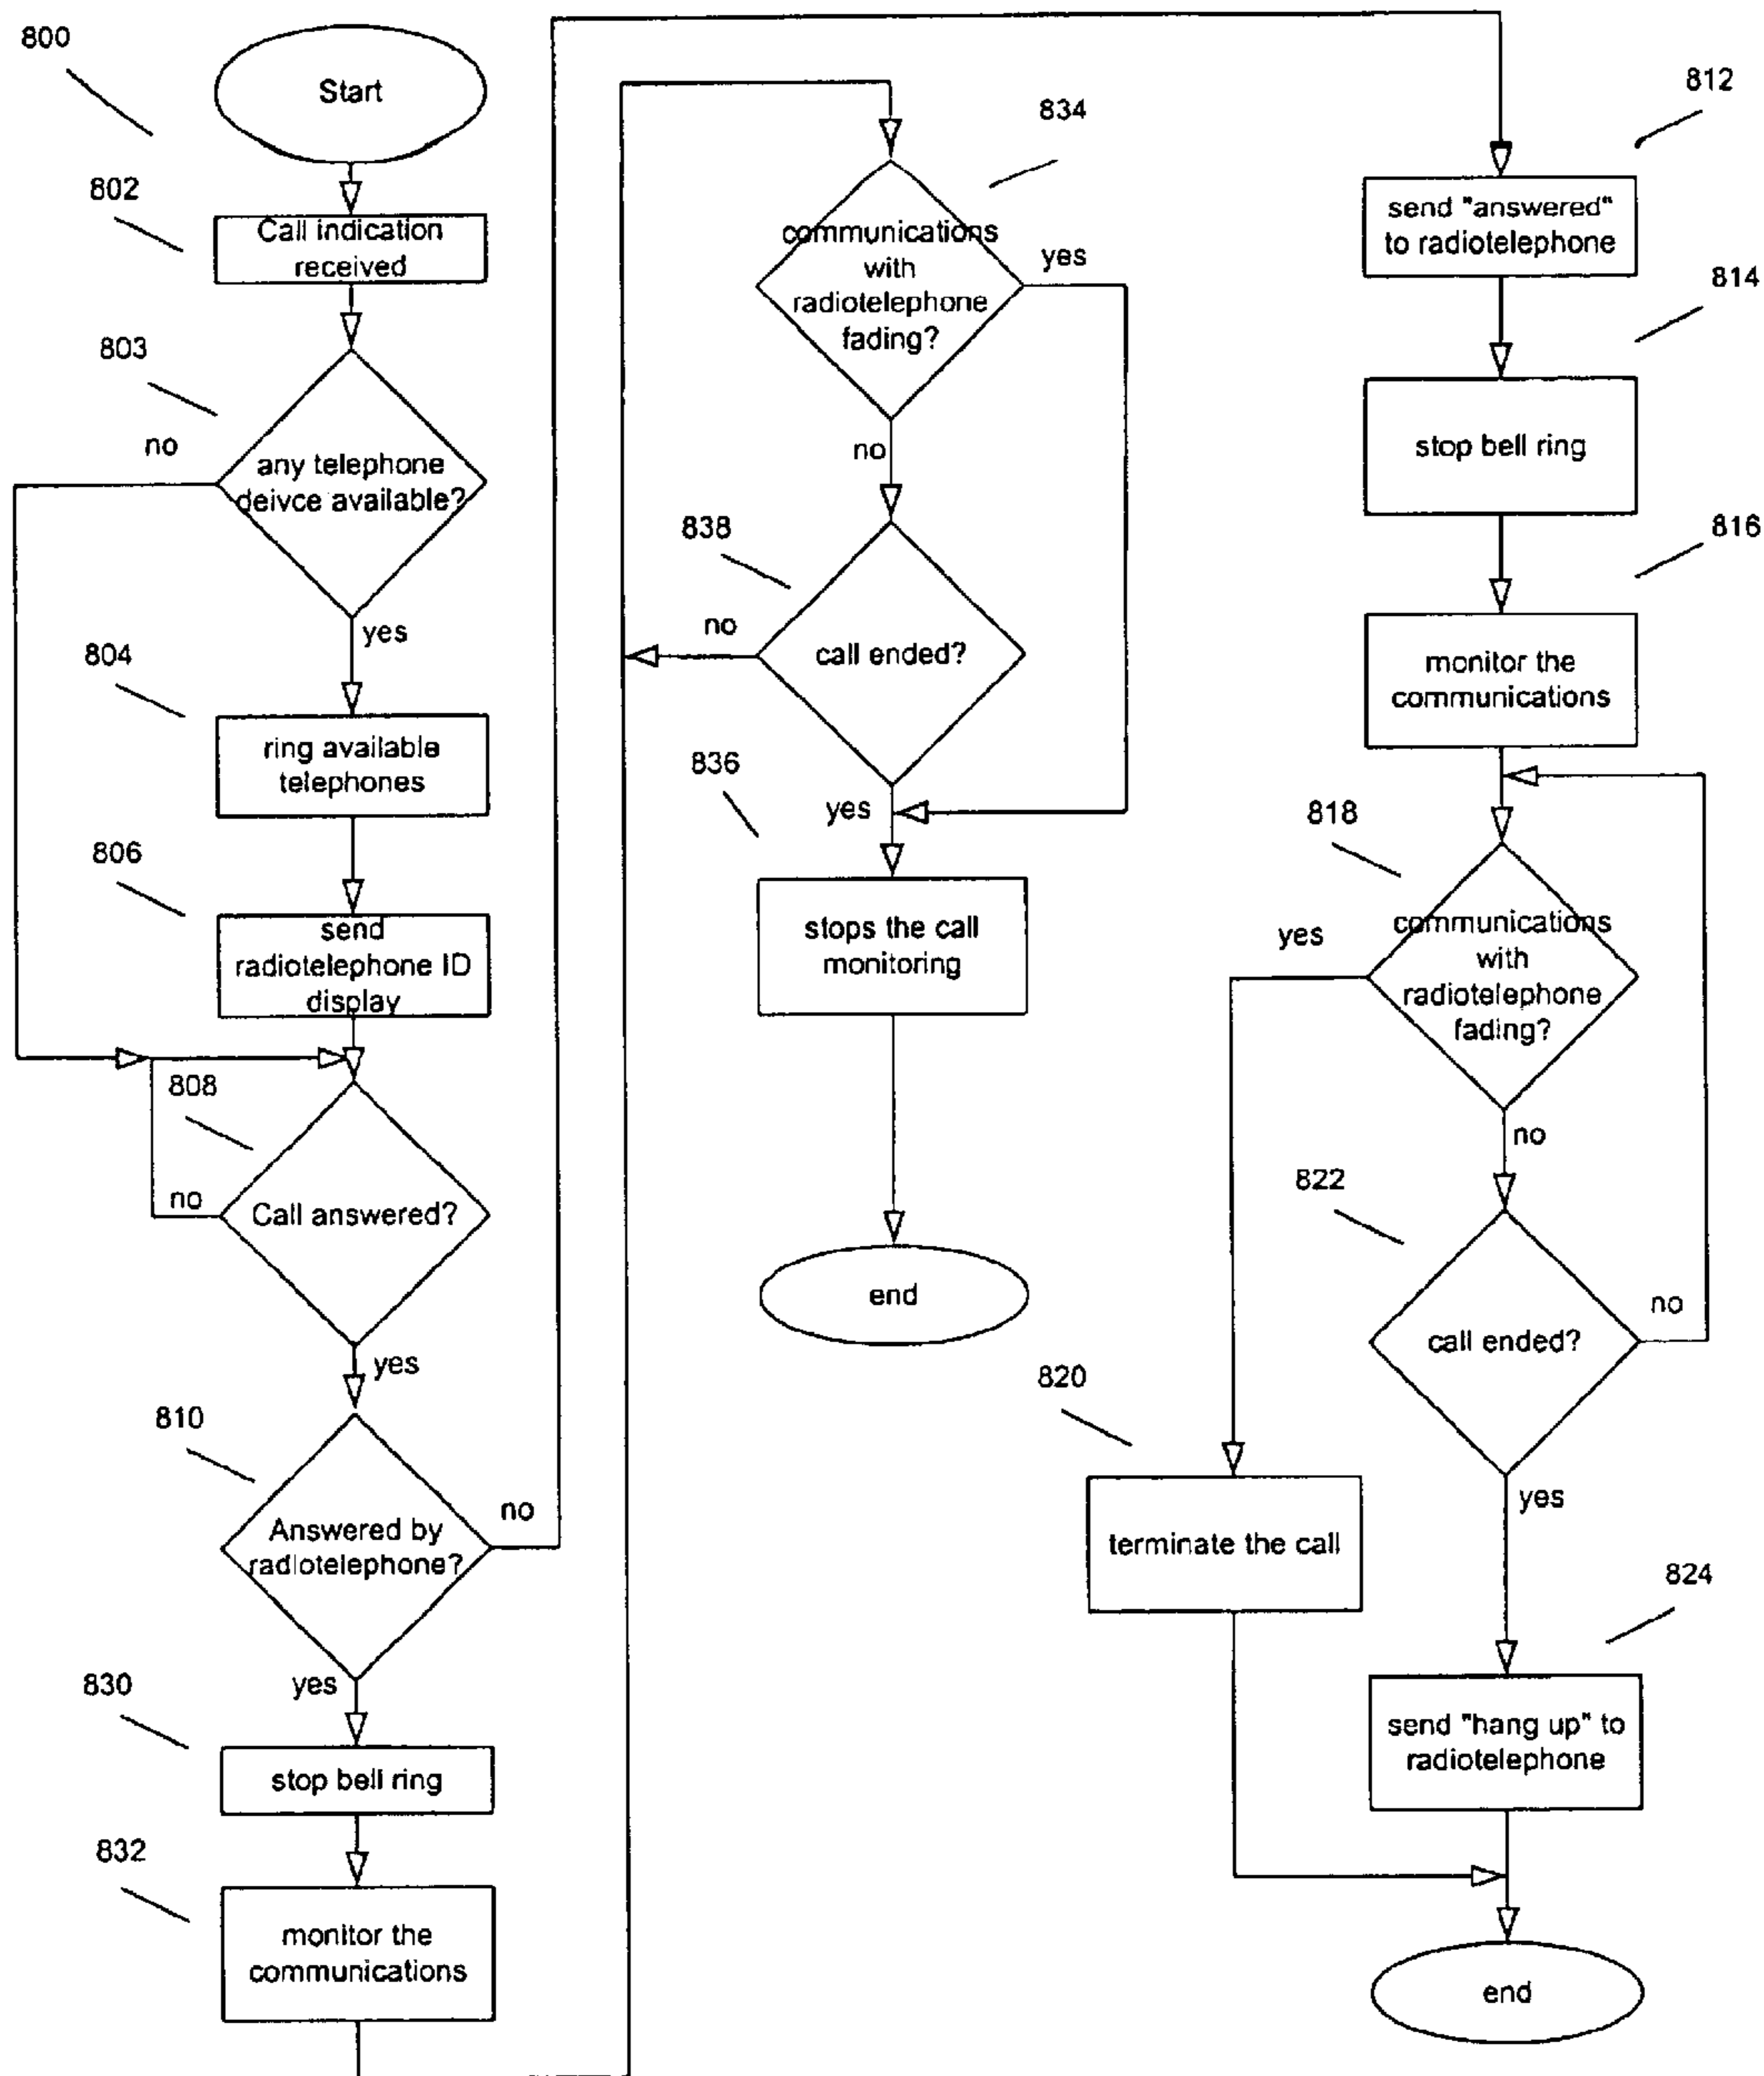 800
Start
802
Call indication
received
803
no
any telephone
deivce available?
yes
804
ring available
telephones
806
send
radiotelephone ID
display
808
no
Call answered?
yes
810
Answered by
radiotelephone?
no
yes
830
stop bell ring
832
monitor the
communications
834
communications
with
radiotelephone
fading?
yes
no
838
no
call ended?
836
yes
stops the call
monitoring
end
812
send "answered"
to radiotelephone
814
stop bell ring
816
monitor the
communications
818
yes
communications
with
radiotelephone
fading?
no
822
call ended?
no
yes
820
terminate the call
824
send "hang up" to
radiotelephone
end